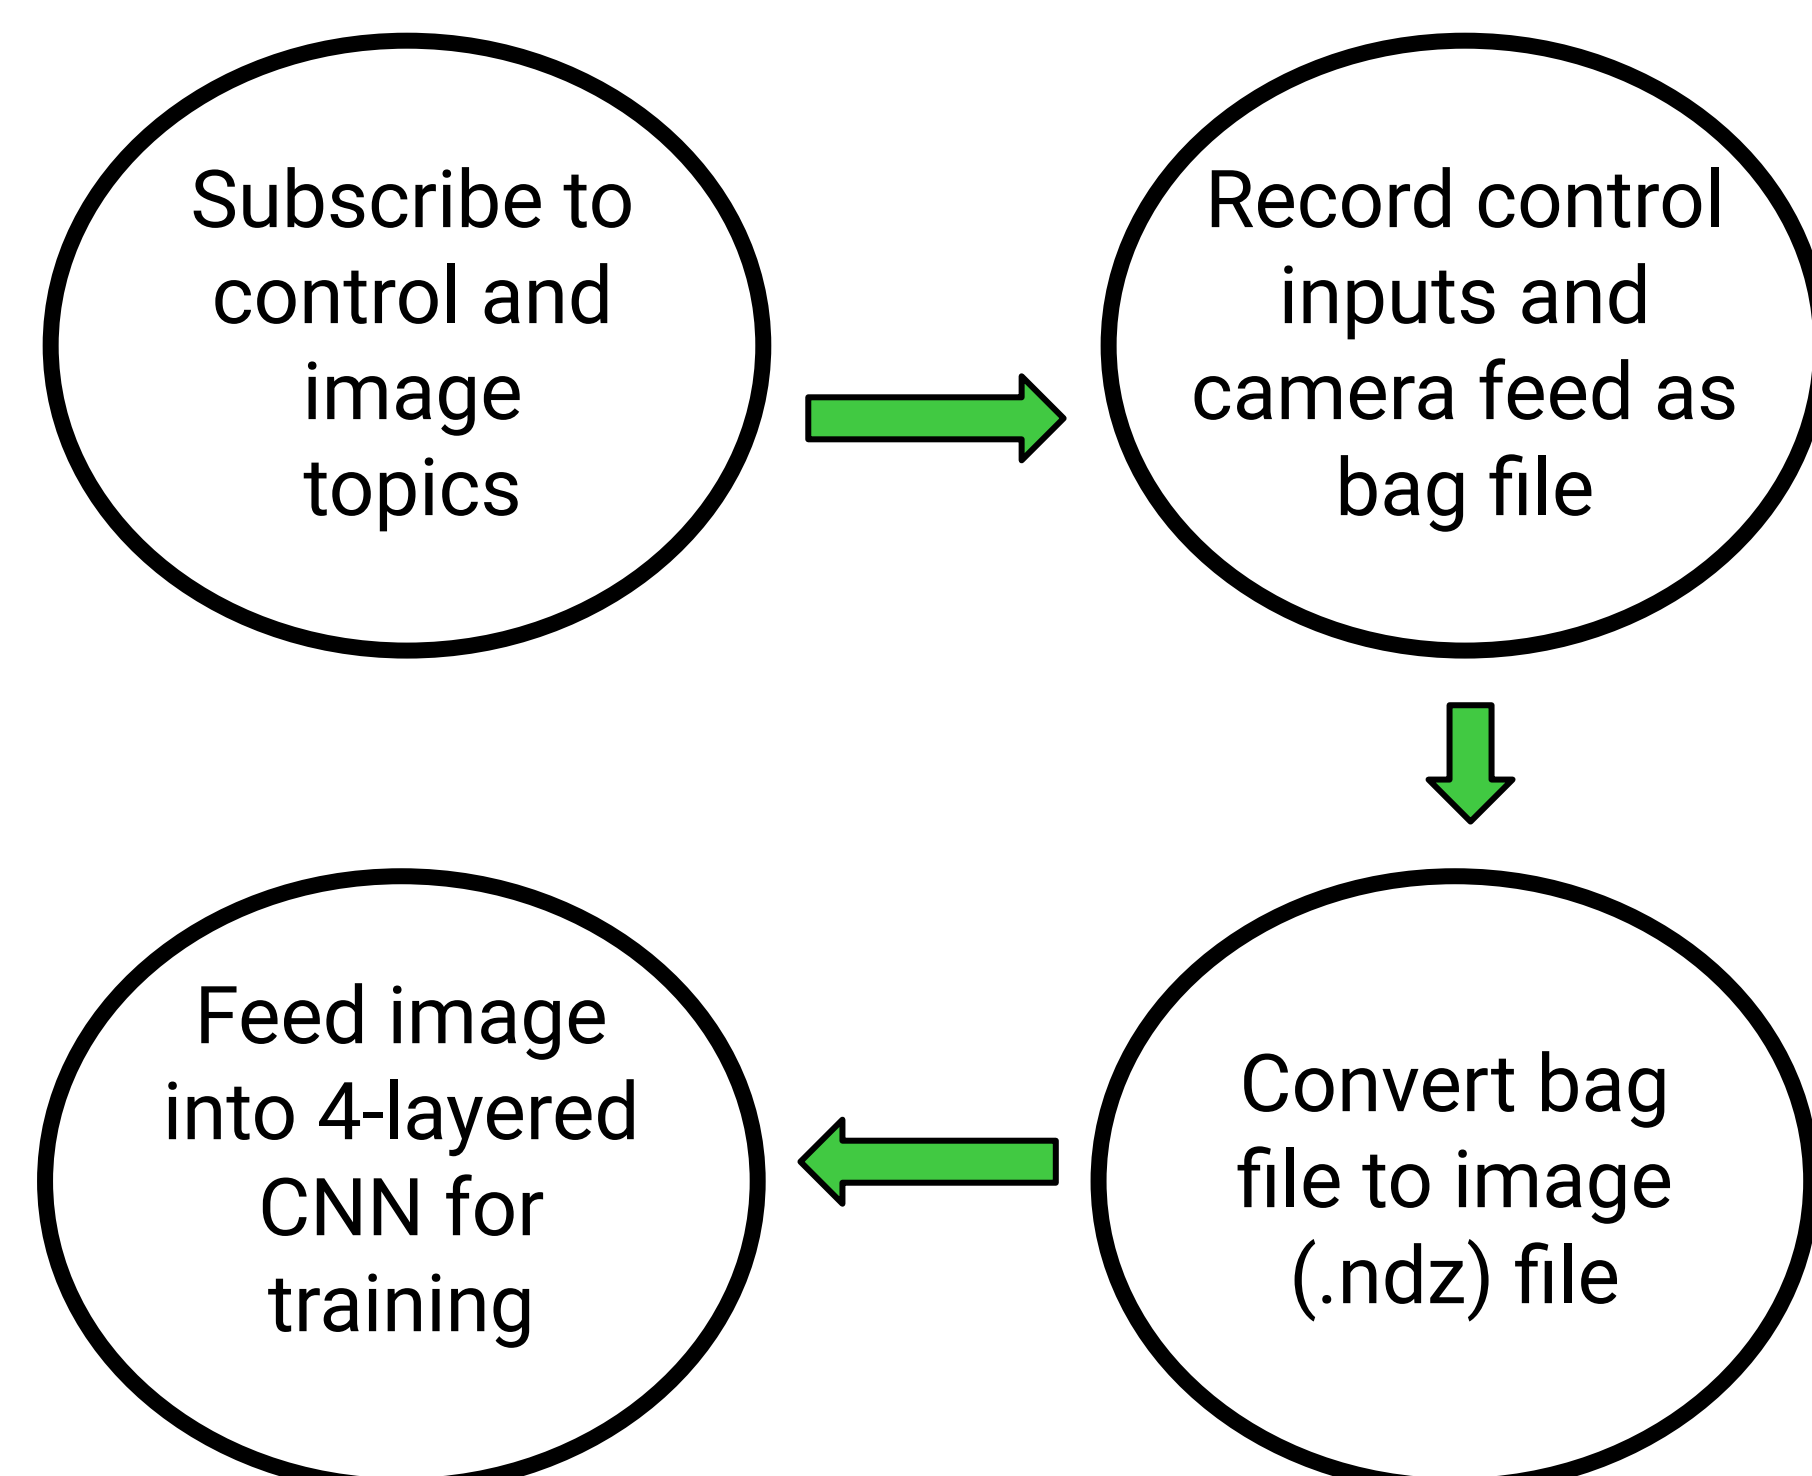 Subscribe to
control and
image
topics
Record control
inputs and
camera feed as
bag file
Convert bag
file to image
(.ndz) file
Feed image
into 4-layered
CNN for
training